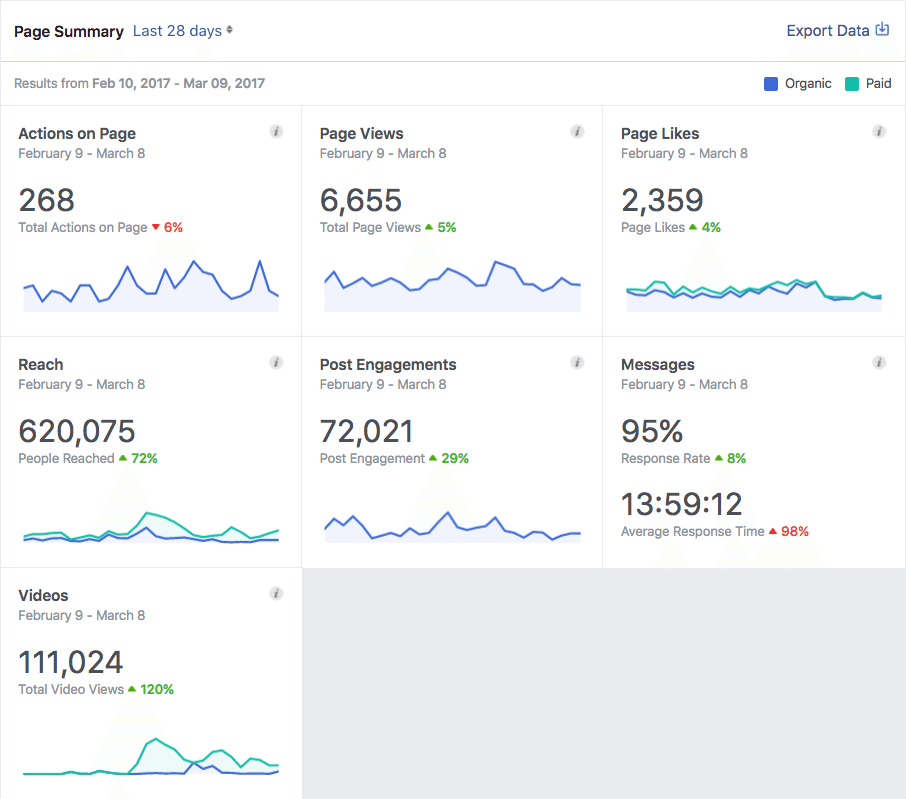 Page Summary Last 28 days
Export Data
Results from Feb 10, 2017 - Mar 09, 2017
Organic Paid
Actions on Page
February 9 - March 8
268
Total Actions on Page 6%
Page Views
February 9 - March 8
6,655
Total Page Views 5%
Page Likes
February 9 - March 8
2,359
Page Likes 4%
Reach
February 9 - March 8
620,075
People Reached 72%
Post Engagements
February 9 - March 8
72,021
Post Engagement 29%
Messages
February 9 - March 8
95%
Response Rate 8%
13:59:12
Average Response Time 98%
Videos
February 9 - March 8
111,024
Total Video Views 120%